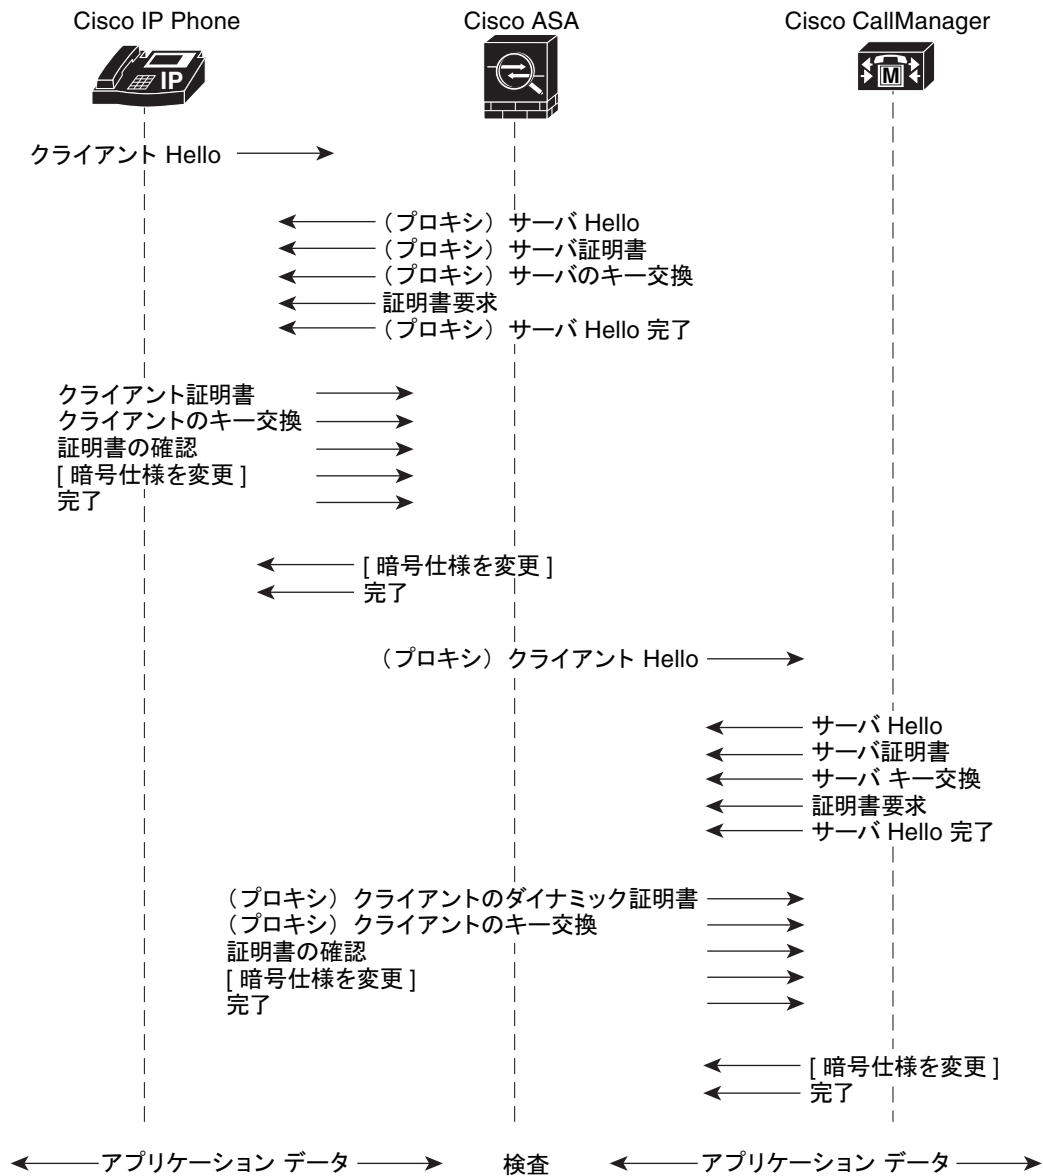 Cisco IP Phone
Cisco ASA
Cisco CallManager
IP
M
クライアント Hello
（プロキシ）サーバ Hello
（プロキシ）サーバ証明書
（プロキシ）サーバのキー交換
証明書要求
（プロキシ）サーバ Hello 完了
クライアント証明書
クライアントのキー交換
証明書の確認
[ 暗号仕様を変更 ]
完了
[ 暗号仕様を変更 ]
完了
（プロキシ）クライアント Hello
サーバ Hello
サーバ証明書
サーバ キー交換
証明書要求
サーバ Hello 完了
（プロキシ）クライアントのダイナミック証明書
（プロキシ）クライアントのキー交換
証明書の確認
[ 暗号仕様を変更 ]
完了
[ 暗号仕様を変更 ]
完了
アプリケーション データ
検査
アプリケーション データ